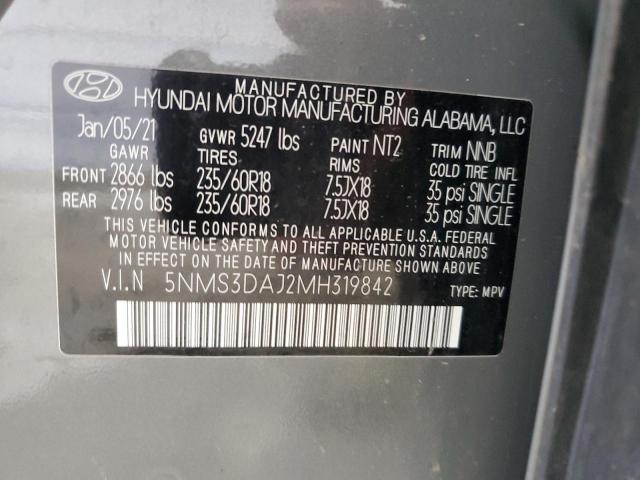 MANUFACTURED BY
HYUNDAI MOTOR MANUFACTURING ALABAMA, LLC
Jan/05/21 GVWR 5247 lbs PAINT NT2 TRIM NNB
GAWR TIRES RIMS COLD TIRE INFL
FRONT 2866 lbs 235/60R18 7.5JX18 35 psi SINGLE
REAR 2976 lbs 235/60R18 7.5JX18 35 psi SINGLE
THIS VEHICLE CONFORMS TO ALL APPLICABLE U.S.A. FEDERAL
MOTOR VEHICLE SAFETY AND THEFT PREVENTION STANDARDS
IN EFFECT ON THE DATE OF MANUFACTURE SHOWN ABOVE.
V.I.N 5NMS3DAJ2MH319842 TYPE: MPV